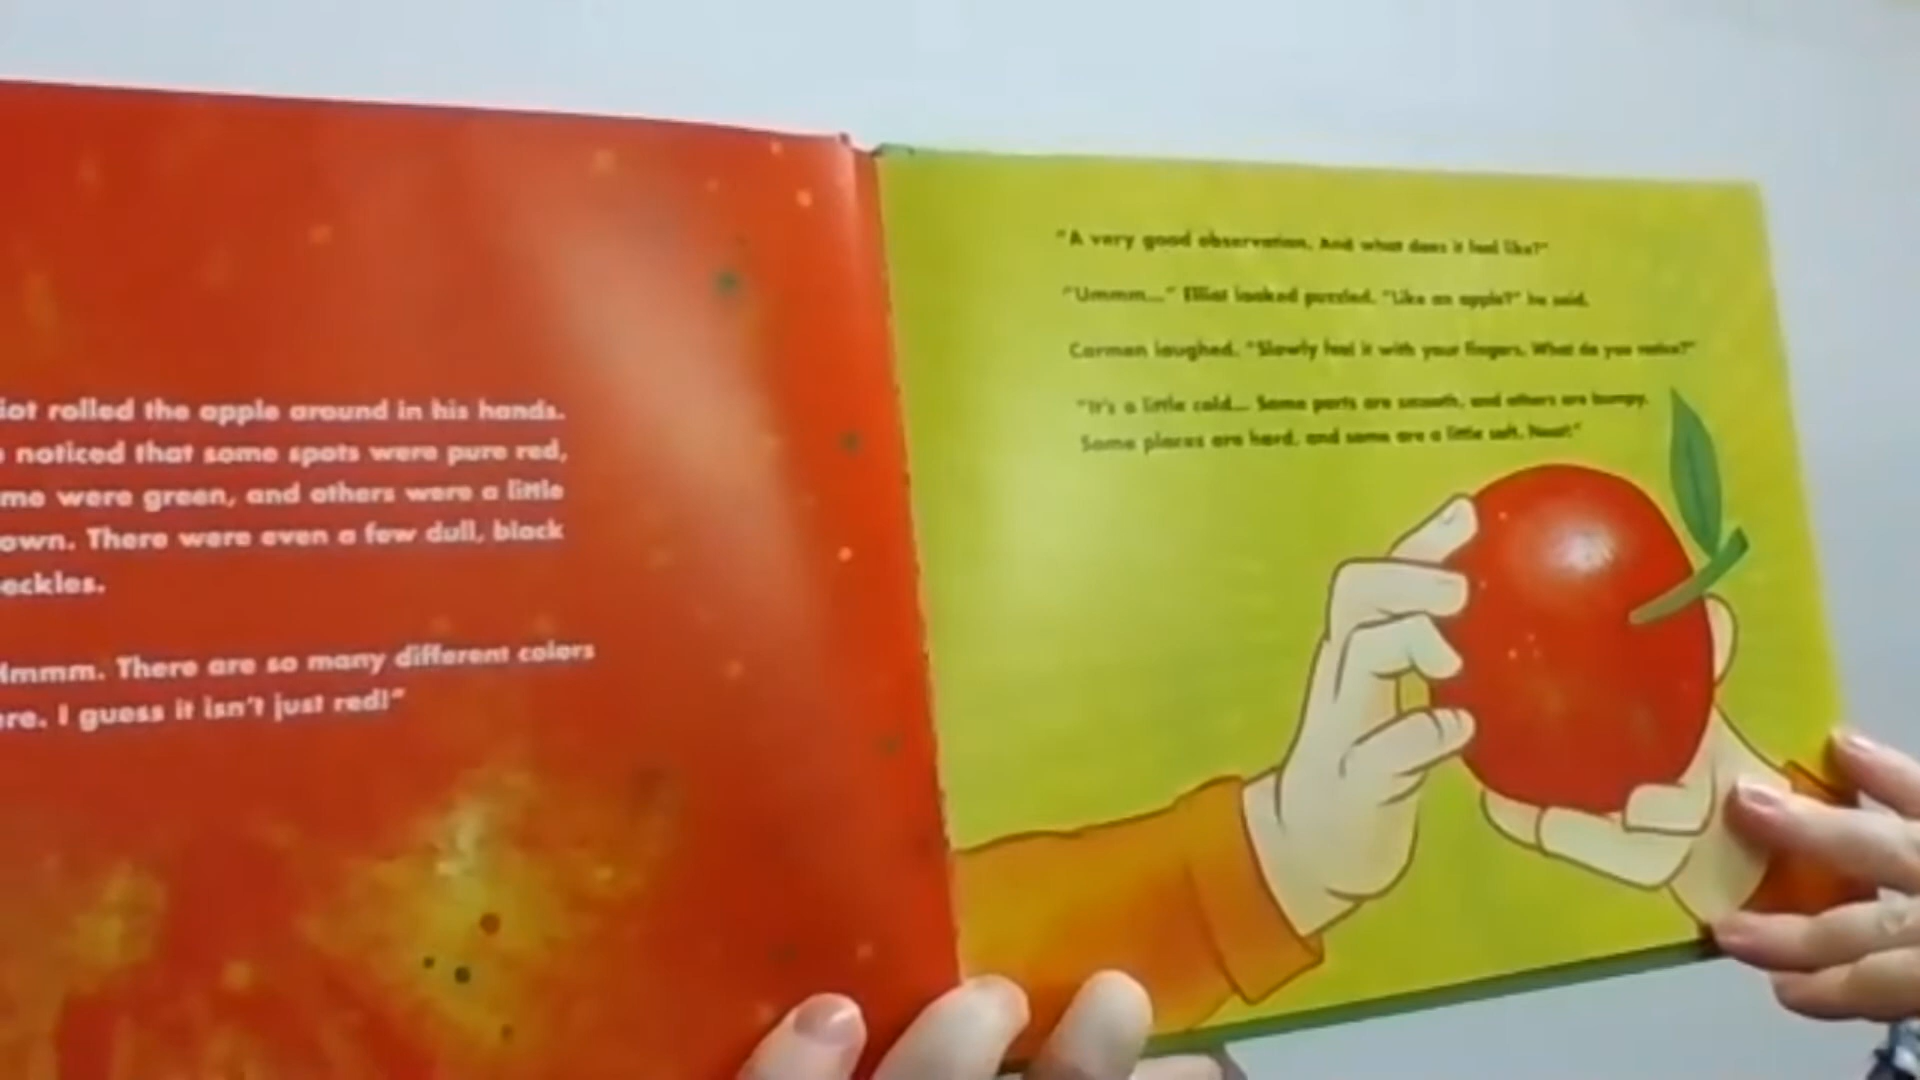 iot rolled the apple around in his hands.
noticed that some spots were pure red,
me were green, and others were a little
own. There were even a few dull, black
eckles.
Hmmm. There are so many different colors
ere. I guess it isn't just red!"
"A very good observation. And what does it feel like?"
"Ummm..." Elliot looked puzzled. "Like an apple?" he said.
Carmen laughed. "Slowly feel it with your fingers. What do you notice?"
"It's a little cold... Some parts are smooth, and others are bumpy.
Some places are hard, and some are a little soft. Neat!"